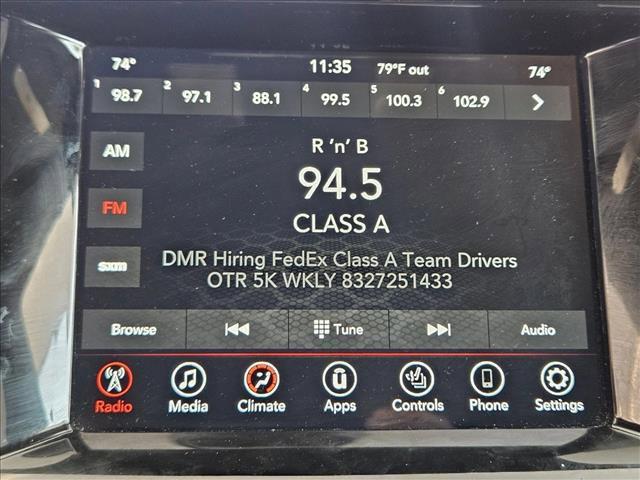 74° 11:35 79°F out 74°
1 98.7 2 97.1 3 88.1 4 99.5 5 100.3 6 102.9
AM
R 'n' B
94.5
FM
CLASS A
sxm
DMR Hiring FedEx Class A Team Drivers
OTR 5K WKLY 8327251433
Browse Tune Audio
Radio Media Climate Apps Controls Phone Settings